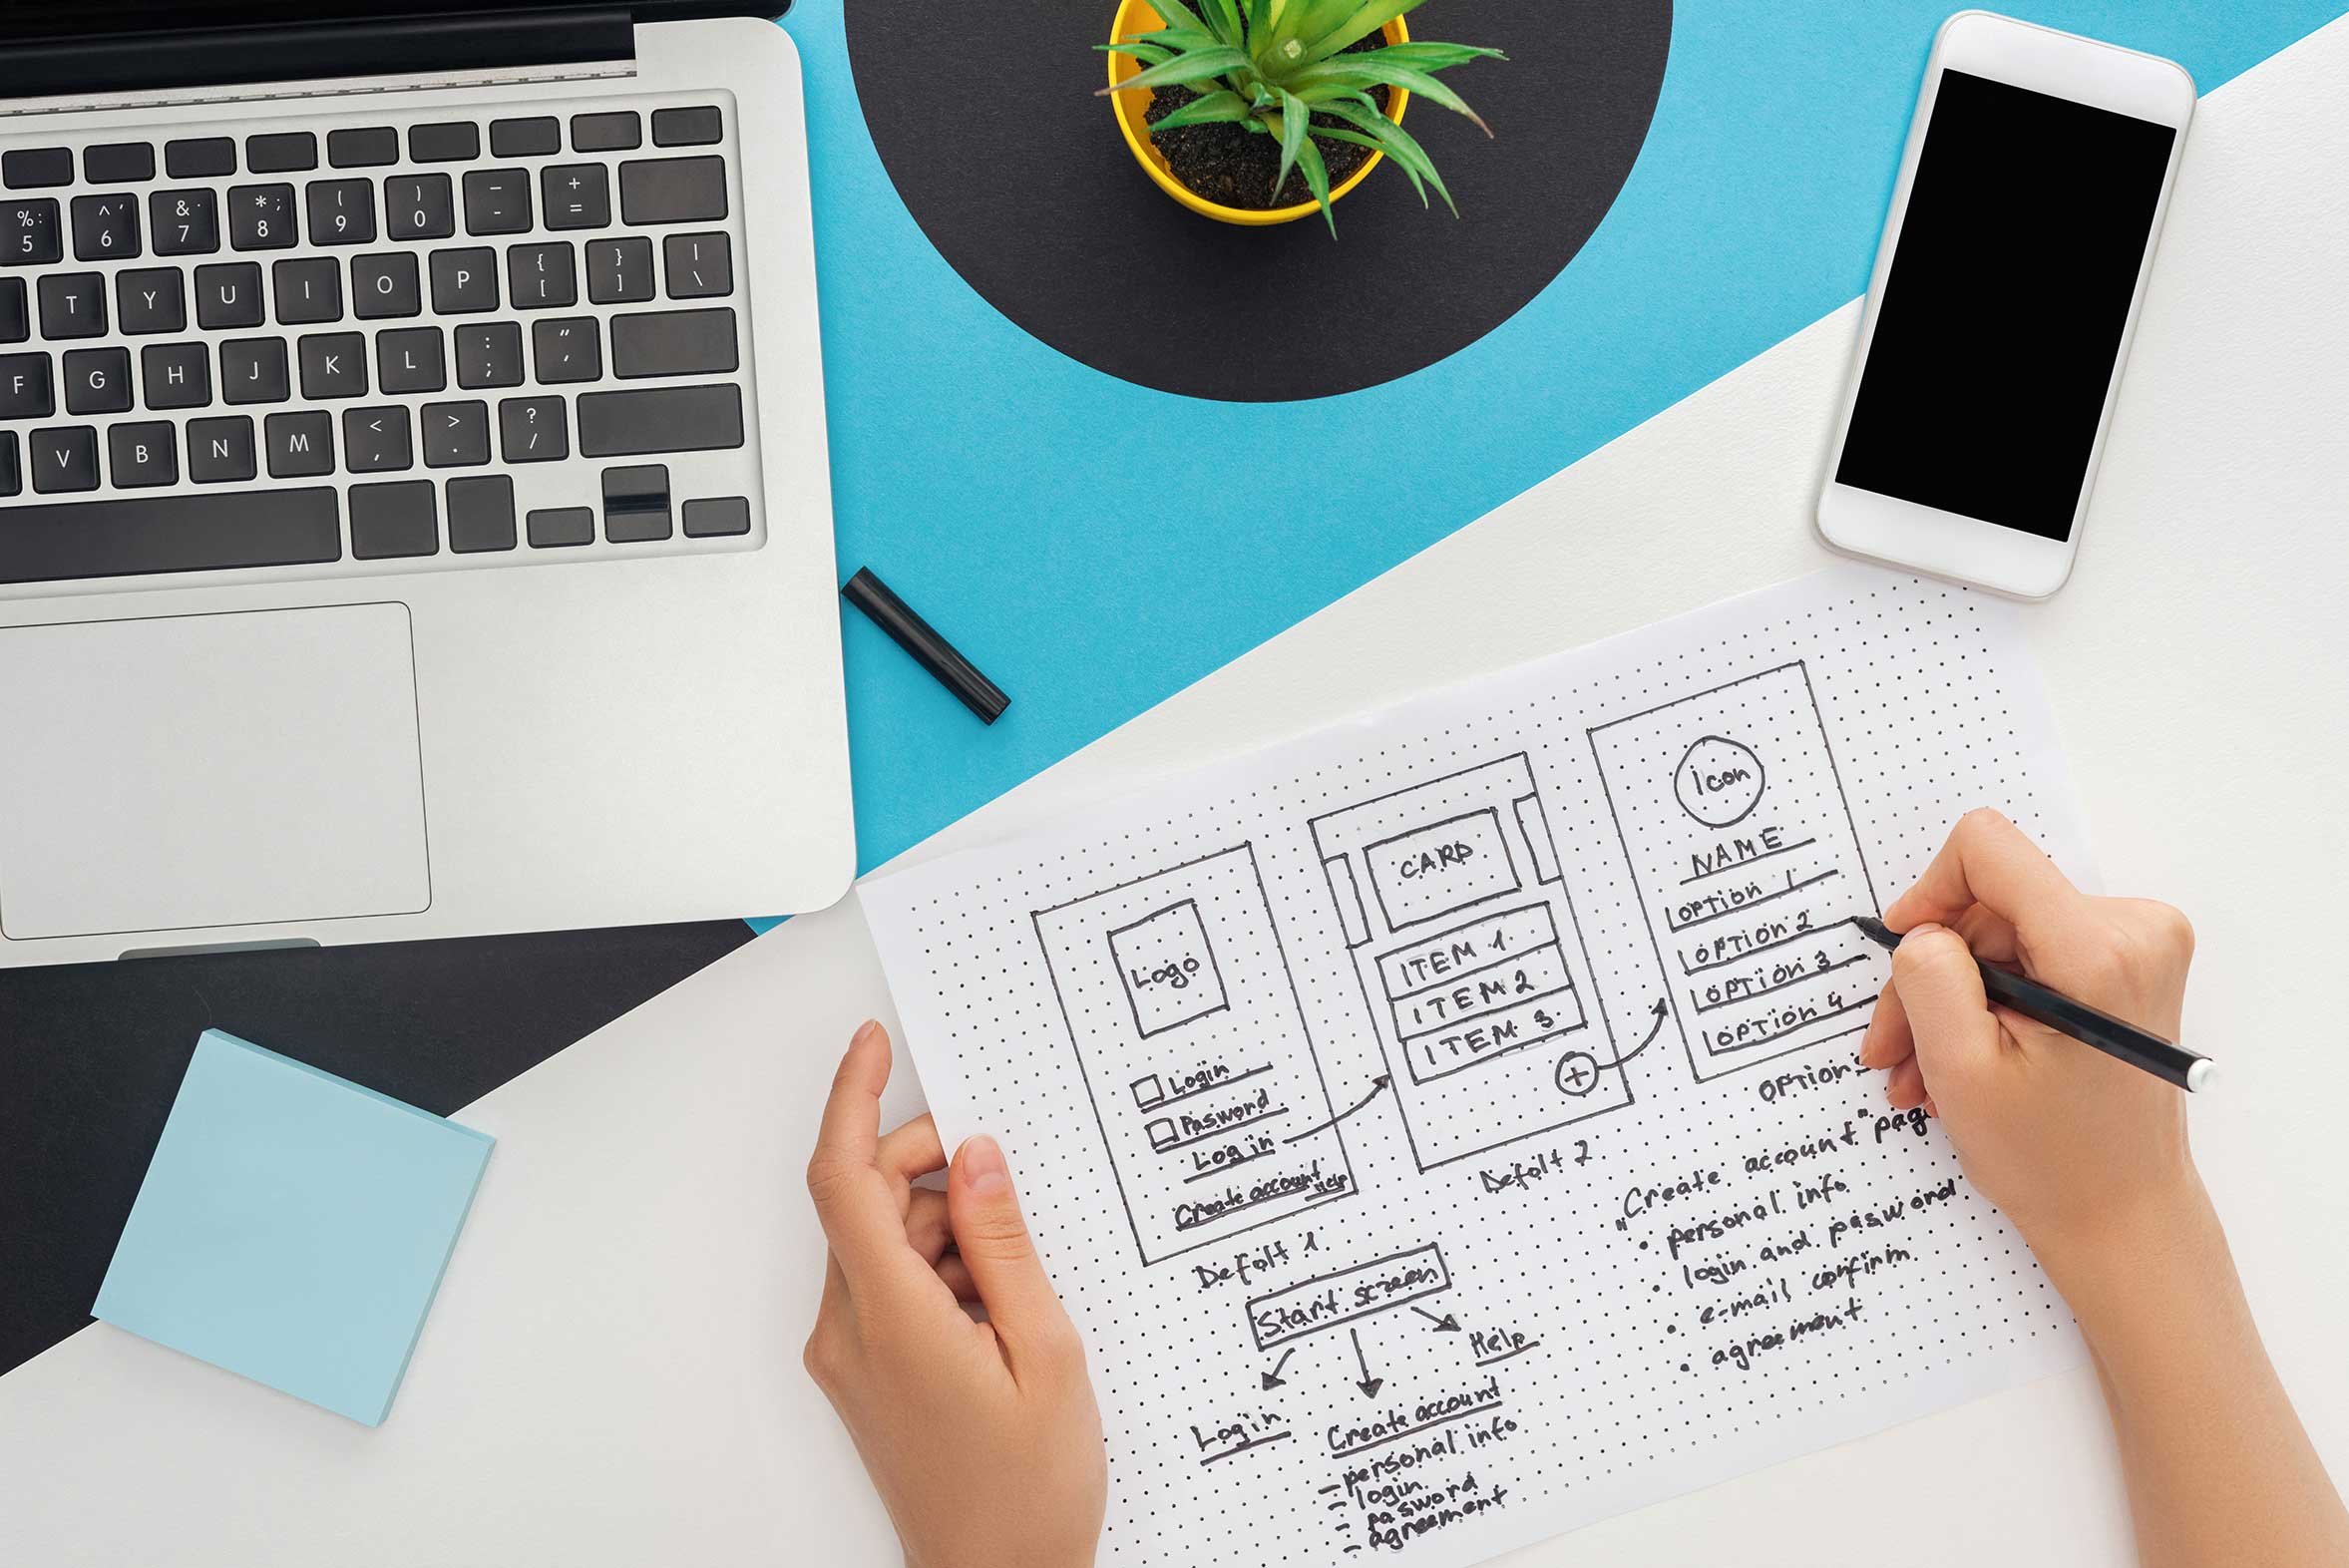 % :
5
^ ´
6
& ·
7
* ;
8
(
9
)
0
–
-
+
=
T
Y
U
I
O
P
{
[
}
]
|
\
F
G
H
J
K
L
:
;
“
,
V
B
N
M
<
,
>
.
?
/
Logo
Login
Pasword
Log in
Create account
Help
Defolt 1
CARD
ITEM 1
ITEM 2
ITEM 3
+
Defolt 2
Icon
NAME
OPTION 1
OPTION 2
OPTION 3
OPTION 4
OPTIONS
Start screen
Login
Create account
- personal info
- login
- pasword
- agreement
Help
„Create account" pag
• personal info
• login and pasword
• e-mail confirm
• agreement